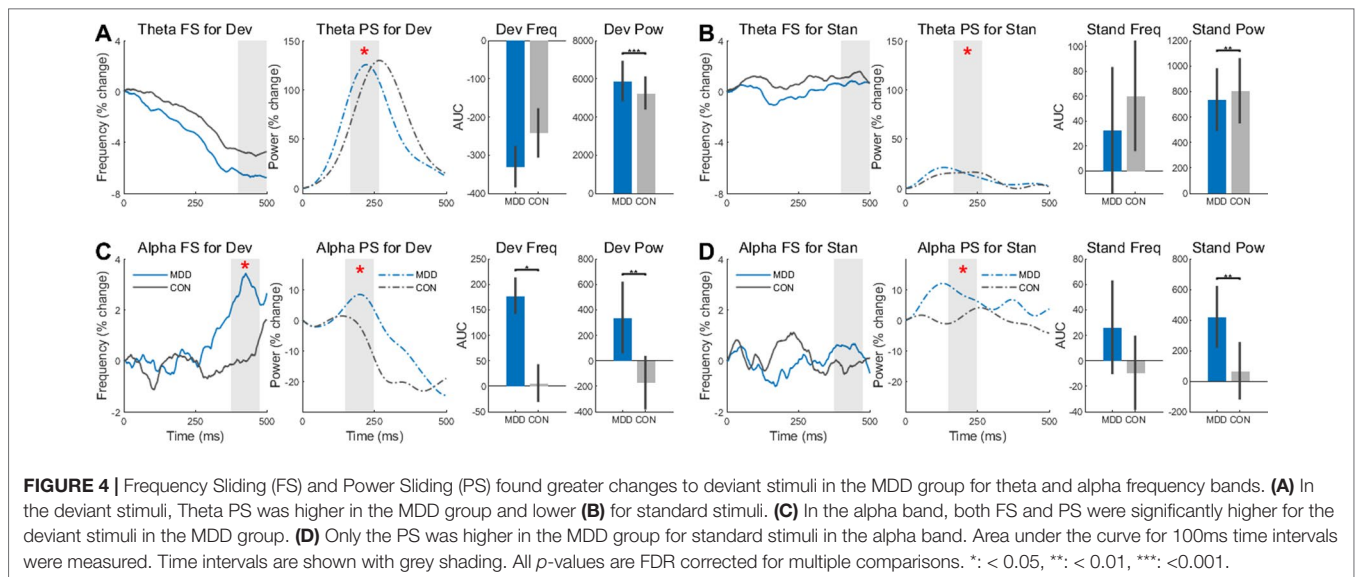 A Theta FS for Dev Theta PS for Dev Dev Freq Dev Pow B Theta FS for Stan Theta PS for Stan Stand Freq Stand Pow
4 150 0 *** 8000 4 150 100 1200 **
* *
Frequency (% change) Power (% change) AUC Frequency (% change) Power (% change) AUC
0 100 -100 6000 0 100 80 1000
60 800
-4 50 -200 4000 -4 50 40 600
-300 2000 20 400
-8 0 -400 0 -8 0 0 200
0
0 250 500 0 250 500 MDD CON MDD CON 0 250 500 0 250 500 MDD CON MDD CON
C Alpha FS for Dev Alpha PS for Dev Dev Freq Dev Pow D Alpha FS for Stan Alpha PS for Stan Stand Freq Stand Pow
4 * * 250 * 800 ** 4 * 80 800 **
MDD CON MDD CON MDD CON MDD CON
Frequency (% change) Power (% change) AUC Frequency (% change) Power (% change) AUC
2 10 200 600 2 10 60 600
150 400 40 400
0 0 100 200 0 0 20 200
-10 50 0 -10 0 0
-20 0 -200 -20 -20
-2 50 -400 -2 -40 -200
0 250 500 0 250 500 MDD CON MDD CON 0 250 500 0 250 500 MDD CON MDD CON
Time (ms) Time (ms) Time (ms) Time (ms)
FIGURE 4 | Frequency Sliding (FS) and Power Sliding (PS) found greater changes to deviant stimuli in the MDD group for theta and alpha frequency bands. (A) In
the deviant stimuli, Theta PS was higher in the MDD group and lower (B) for standard stimuli. (C) In the alpha band, both FS and PS were significantly higher for the
deviant stimuli in the MDD group. (D) Only the PS was higher in the MDD group for standard stimuli in the alpha band. Area under the curve for 100ms time intervals
were measured. Time intervals are shown with grey shading. All p-values are FDR corrected for multiple comparisons. *: < 0.05, **: < 0.01, ***: <0.001.